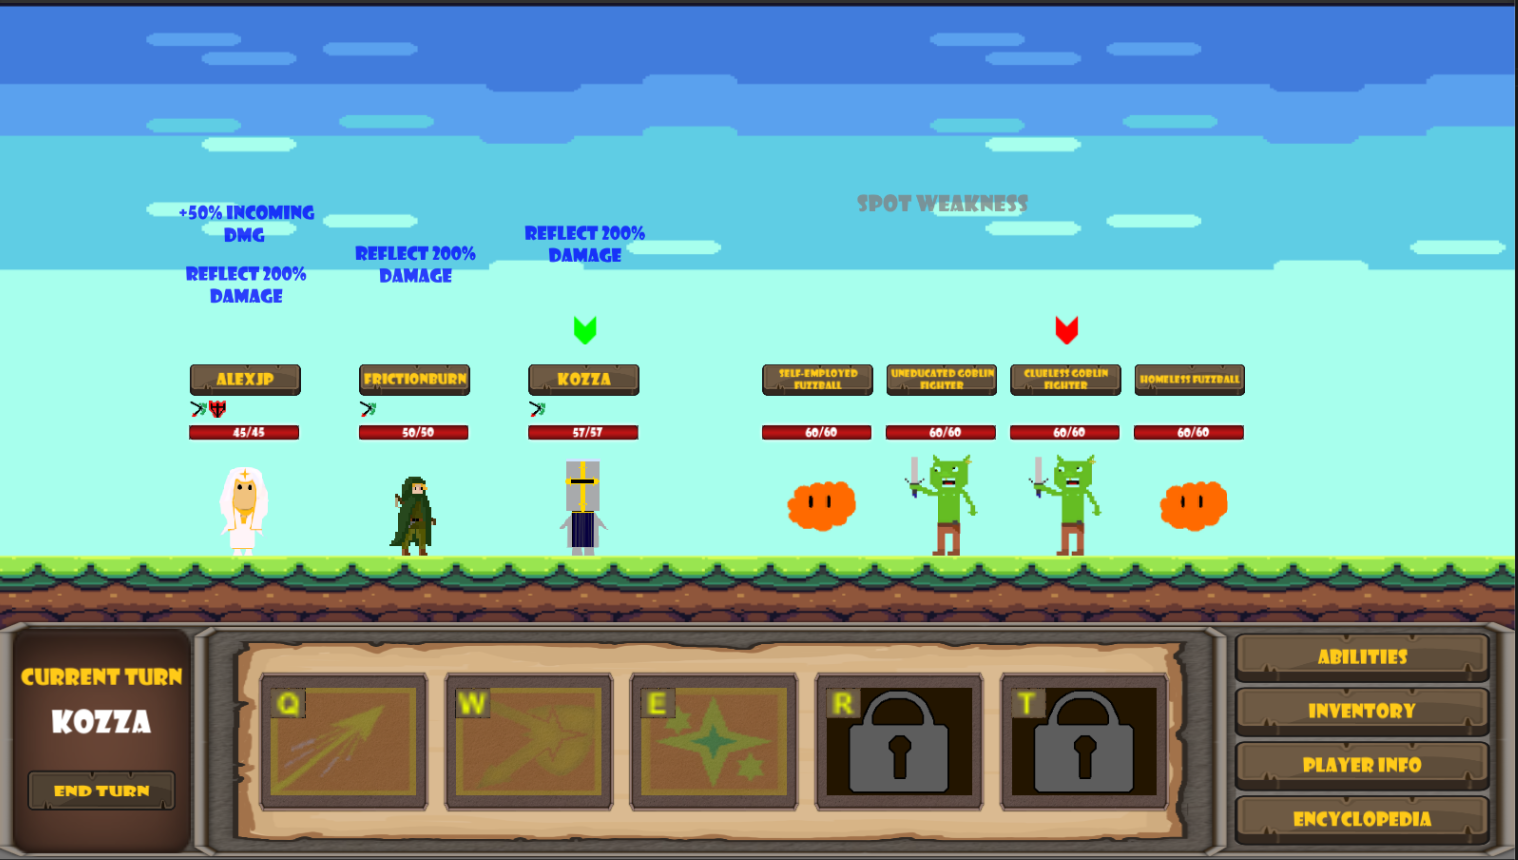 SPOT WEAKNESS
+50% INCOMING
DMG
REFLECT 200%
DAMAGE
REFLECT 200%
DAMAGE
REFLECT 200%
DAMAGE
ALEXJP
FRICTIONBURN
KOZZA
SELF-EMPLOYED
FUZZBALL
UNEDUCATED GOBLIN
FIGHTER
CLUELESS GOBLIN
FIGHTER
HOMELESS FUZZBALL
45/45
50/50
57/57
60/60
60/60
60/60
60/60
CURRENT TURN
KOZZA
END TURN
Q
W
E
R
T
ABILITIES
INVENTORY
PLAYER INFO
ENCYCLOPEDIA